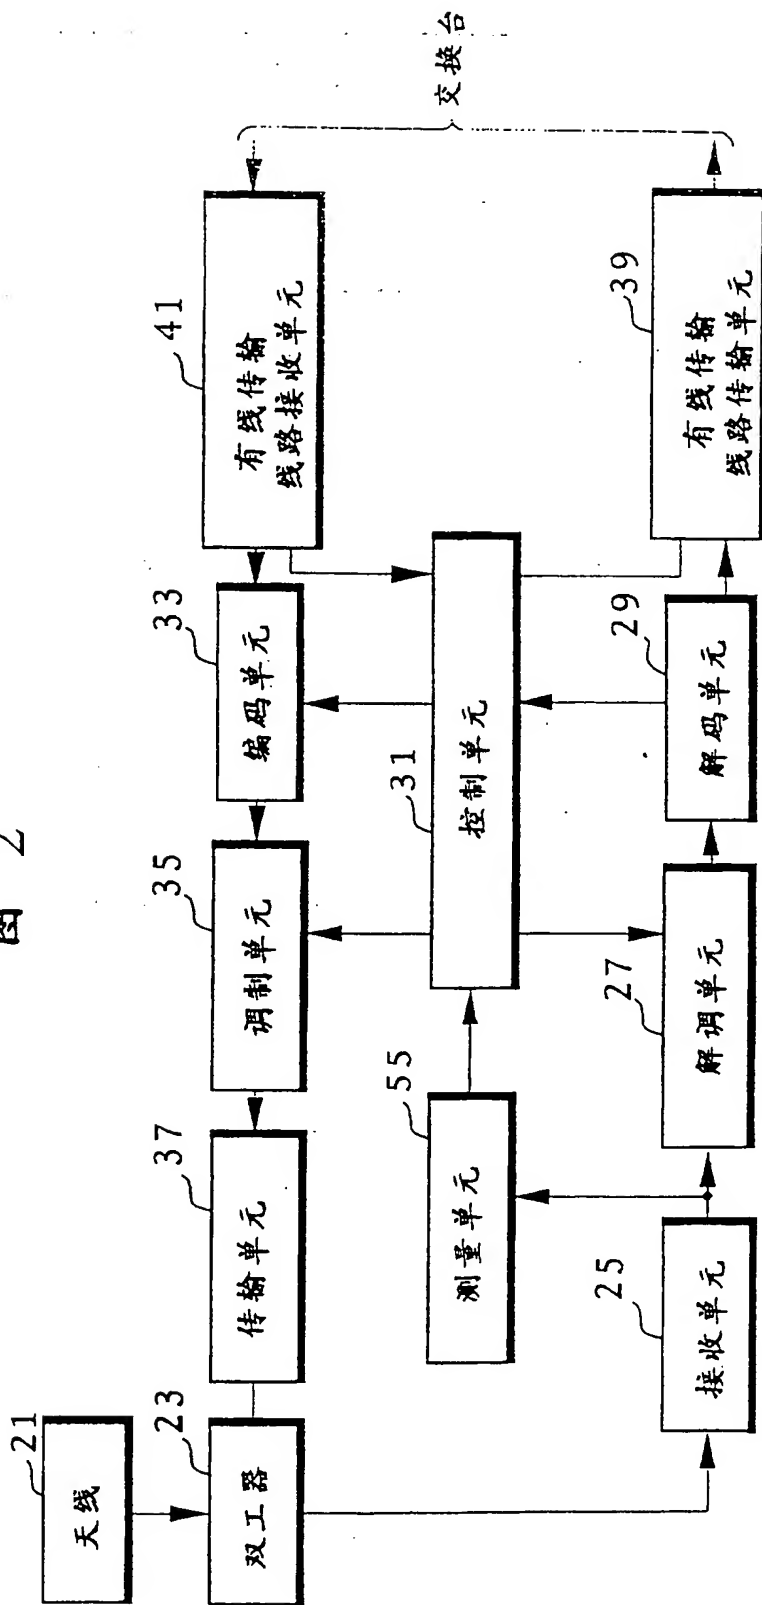 图 2
21
天线
23
双工器
37
传输单元
35
调制单元
33
编码单元
41
有线传输
线路接收单元
交换台
55
测量单元
31
控制单元
25
接收单元
27
解调单元
29
解码单元
39
有线传输
线路传输单元